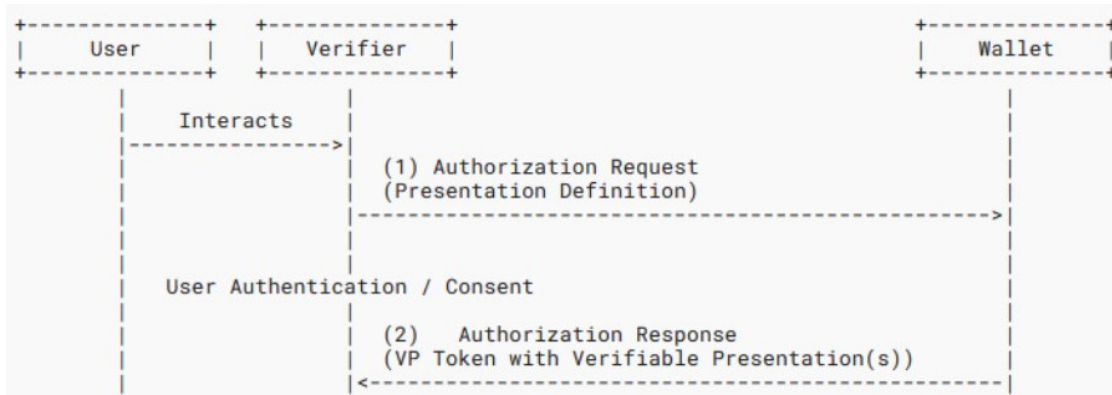 User Verifier Wallet
Interacts
(1) Authorization Request
(Presentation Definition)
User Authentication / Consent
(2) Authorization Response
(VP Token with Verifiable Presentation(s))